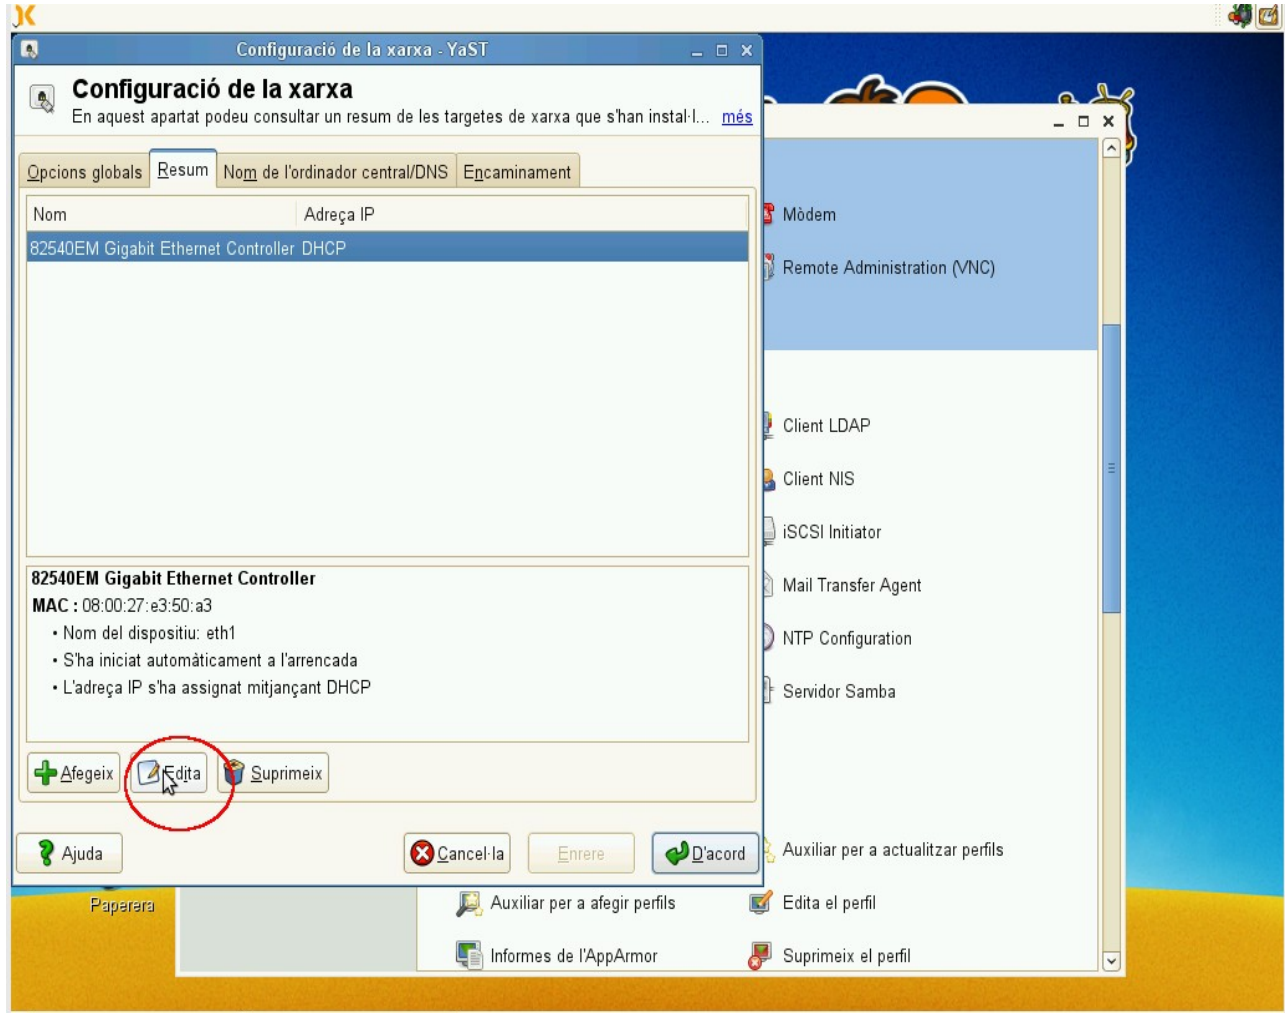 Configuració de la xarxa - YaST
Configuració de la xarxa
En aquest apartat podeu consultar un resum de les targetes de xarxa que s'han instal·l... més
Opcions globals Resum Nom de l'ordinador central/DNS Encaminament
Nom Adreça IP
82540EM Gigabit Ethernet Controller DHCP
82540EM Gigabit Ethernet Controller
MAC : 08:00:27:e3:50:a3
• Nom del dispositiu: eth1
• S'ha iniciat automàticament a l'arrencada
• L'adreça IP s'ha assignat mitjançant DHCP
Afegeix Edita Suprimeix
Ajuda Cancel·la Enrere D'acord
Mòdem
Remote Administration (VNC)
Client LDAP
Client NIS
iSCSI Initiator
Mail Transfer Agent
NTP Configuration
Servidor Samba
Auxiliar per a actualitzar perfils
Paperera
Auxiliar per a afegir perfils Edita el perfil
Informes de l'AppArmor Suprimeix el perfil